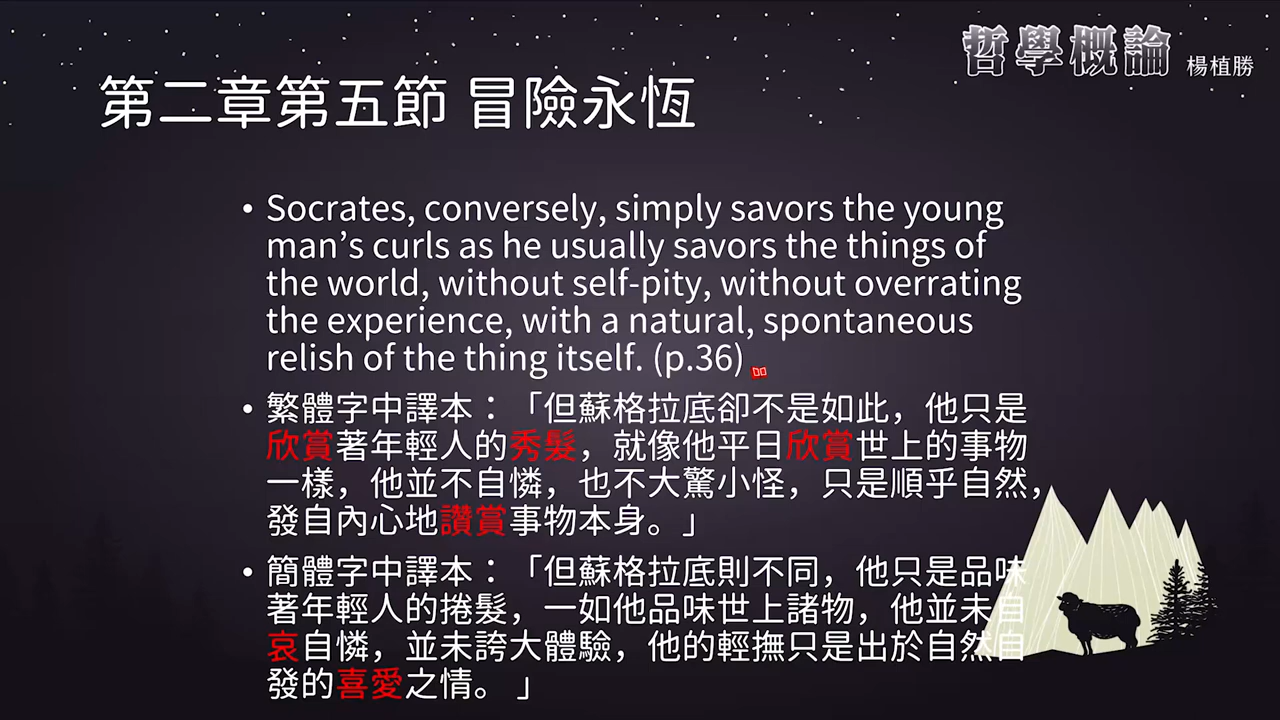 哲學概論 楊植勝
第二章第五節 冒險永恆
• Socrates, conversely, simply savors the young
man’s curls as he usually savors the things of
the world, without self-pity, without overrating
the experience, with a natural, spontaneous
relish of the thing itself. (p.36)
• 繁體字中譯本：「但蘇格拉底卻不是如此，他只是
欣賞著年輕人的秀髮，就像他平日欣賞世上的事物
一樣，他並不自憐，也不大驚小怪，只是順乎自然，
發自內心地讚賞事物本身。」
• 簡體字中譯本：「但蘇格拉底則不同，他只是品味
著年輕人的捲髮，一如他品味世上諸物，他並未自
哀自憐，並未誇大體驗，他的輕撫只是出於自然自
發的喜愛之情。」